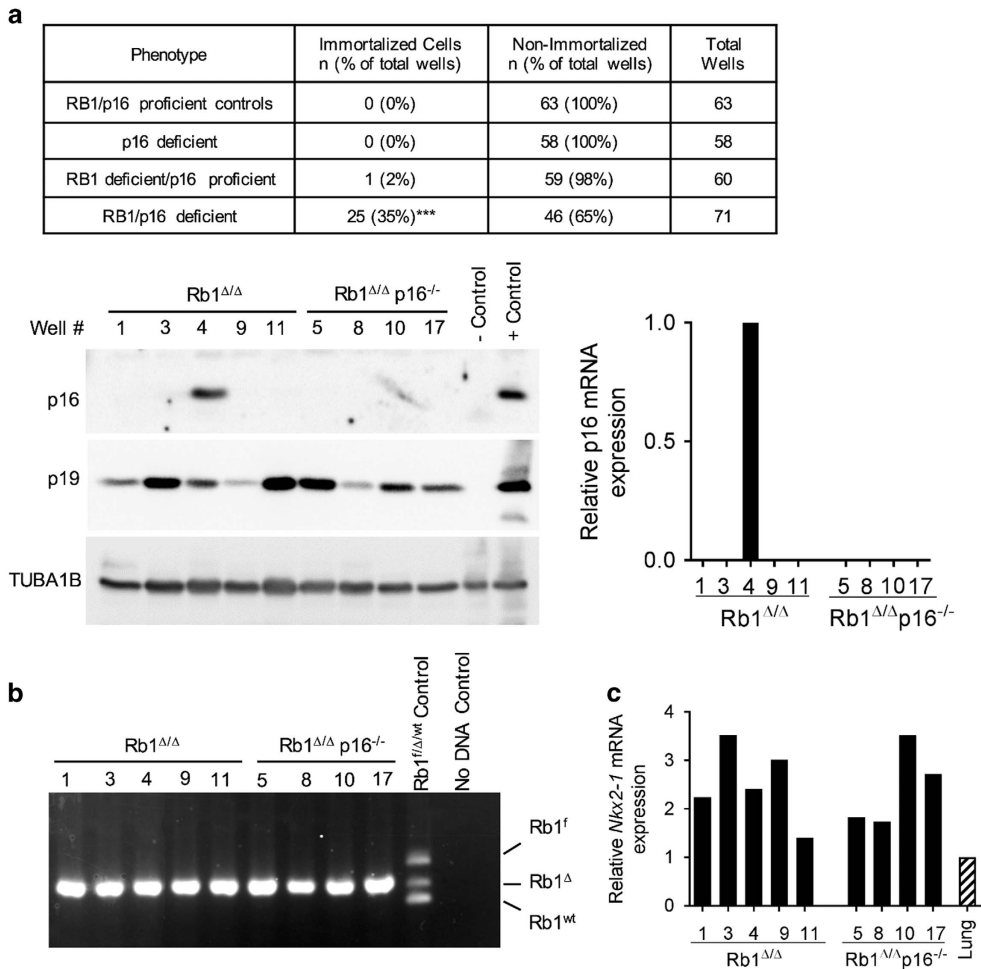 a
Phenotype | Immortalized Cells n (% of total wells) | Non-Immortalized n (% of total wells) | Total Wells
RB1/p16 proficient controls | 0 (0%) | 63 (100%) | 63
p16 deficient | 0 (0%) | 58 (100%) | 58
RB1 deficient/p16 proficient | 1 (2%) | 59 (98%) | 60
RB1/p16 deficient | 25 (35%)*** | 46 (65%) | 71
Rb1Δ/Δ Rb1Δ/Δ p16-/- - Control + Control
Well # 1 3 4 9 11 5 8 10 17
p16
p19
TUBA1B
Relative p16 mRNA expression
1.0
0.5
0.0
1 3 4 9 11 5 8 10 17
Rb1Δ/Δ Rb1Δ/Δp16-/-
b
Rb1Δ/Δ Rb1Δ/Δ p16-/- Rb1f/Δ/wt Control No DNA Control
1 3 4 9 11 5 8 10 17
Rb1f
Rb1Δ
Rb1wt
c
Relative Nkx2-1 mRNA expression
4
3
2
1
0
1 3 4 9 11 5 8 10 17 Lung
Rb1Δ/Δ Rb1Δ/Δp16-/-